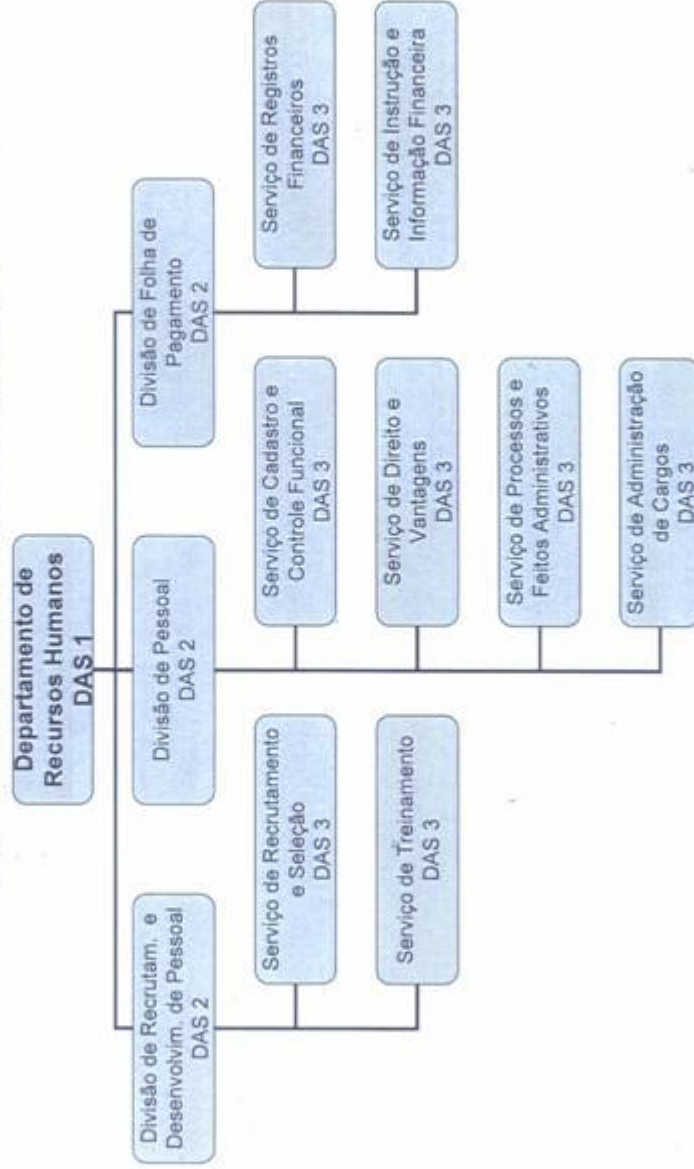 Departamento de
Recursos Humanos
DAS 1
Divisão de Recrutam. e
Desenvolvim. de Pessoal
DAS 2
Serviço de Recrutamento
e Seleção
DAS 3
Serviço de Treinamento
DAS 3
Divisão de Pessoal
DAS 2
Serviço de Cadastro e
Controle Funcional
DAS 3
Serviço de Direito e
Vantagens
DAS 3
Serviço de Processos e
Feitos Administrativos
DAS 3
Serviço de Administração
de Cargos
DAS 3
Divisão de Folha de
Pagamento
DAS 2
Serviço de Registros
Financeiros
DAS 3
Serviço de Instrução e
Informação Financeira
DAS 3